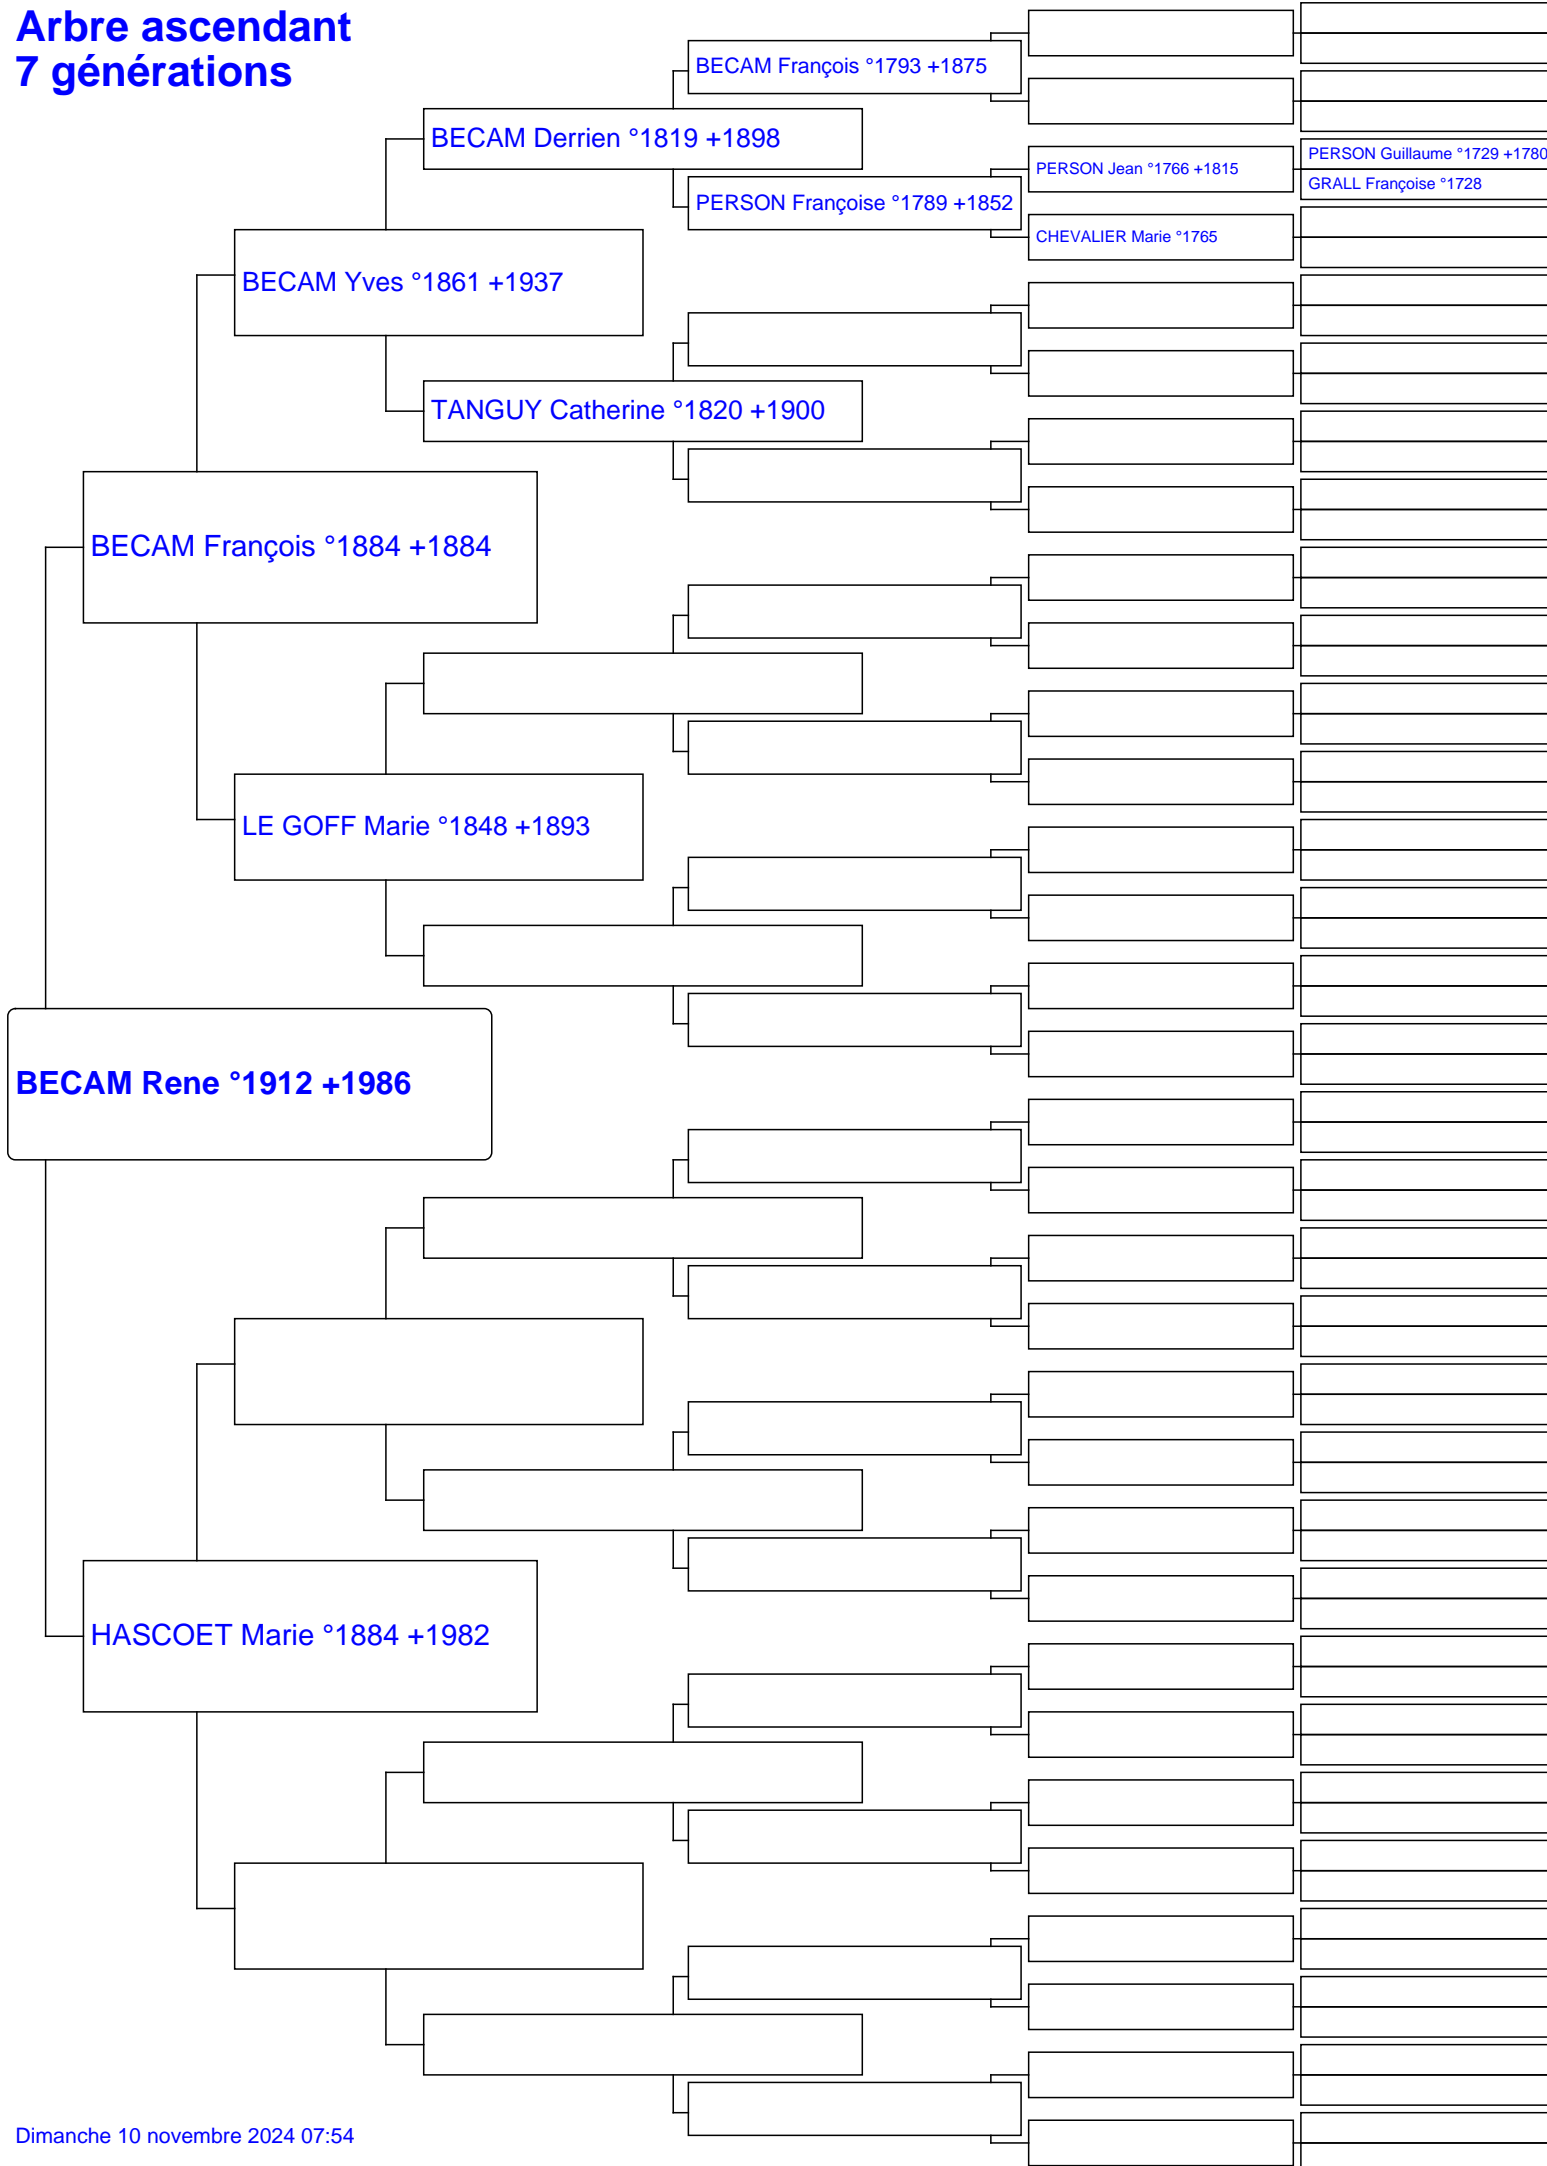 Arbre ascendant
7 générations
BECAM François °1793 +1875
BECAM Derrien °1819 +1898
PERSON Guillaume °1729 +1780
PERSON Jean °1766 +1815
GRALL Françoise °1728
PERSON Françoise °1789 +1852
CHEVALIER Marie °1765
BECAM Yves °1861 +1937
TANGUY Catherine °1820 +1900
BECAM François °1884 +1884
LE GOFF Marie °1848 +1893
BECAM Rene °1912 +1986
HASCOET Marie °1884 +1982
Dimanche 10 novembre 2024 07:54